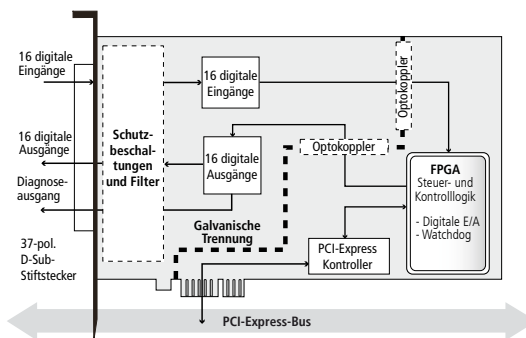 16 digitale
Eingänge
16 digitale
Ausgänge
Diagnose-
ausgang
37-pol.
D-Sub-
Stiftstecker
Schutz-
beschal-
tungen
und Filter
16 digitale
Eingänge
16 digitale
Ausgänge
Optokoppler
Optokoppler
Galvanische
Trennung
FPGA
Steuer- und
Kontrolllogik
- Digitale E/A
- Watchdog
PCI-Express
Kontroller
PCI-Express-Bus